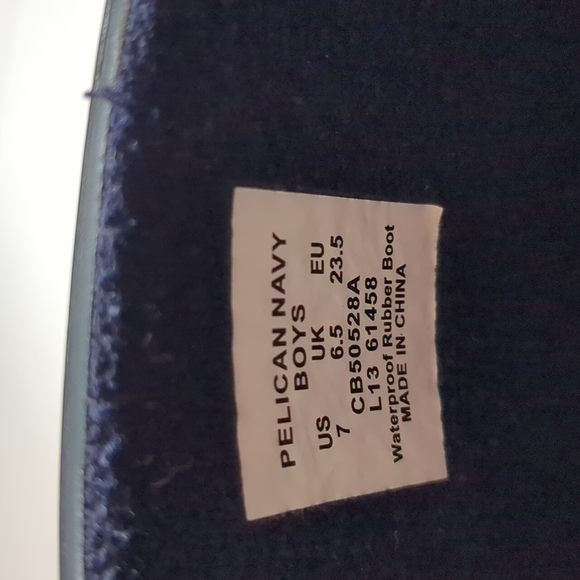 PELICAN NAVY
BOYS
US UK EU
7 6.5 23.5
CB50528A
L13 61458
Waterproof Rubber Boot
MADE IN CHINA